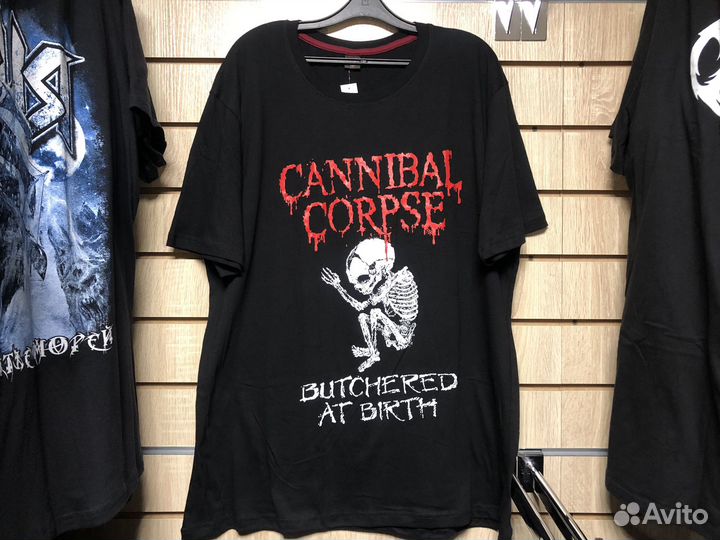 CANNIBAL
CORPSE
BUTCHERED
AT BIRTH
Avito